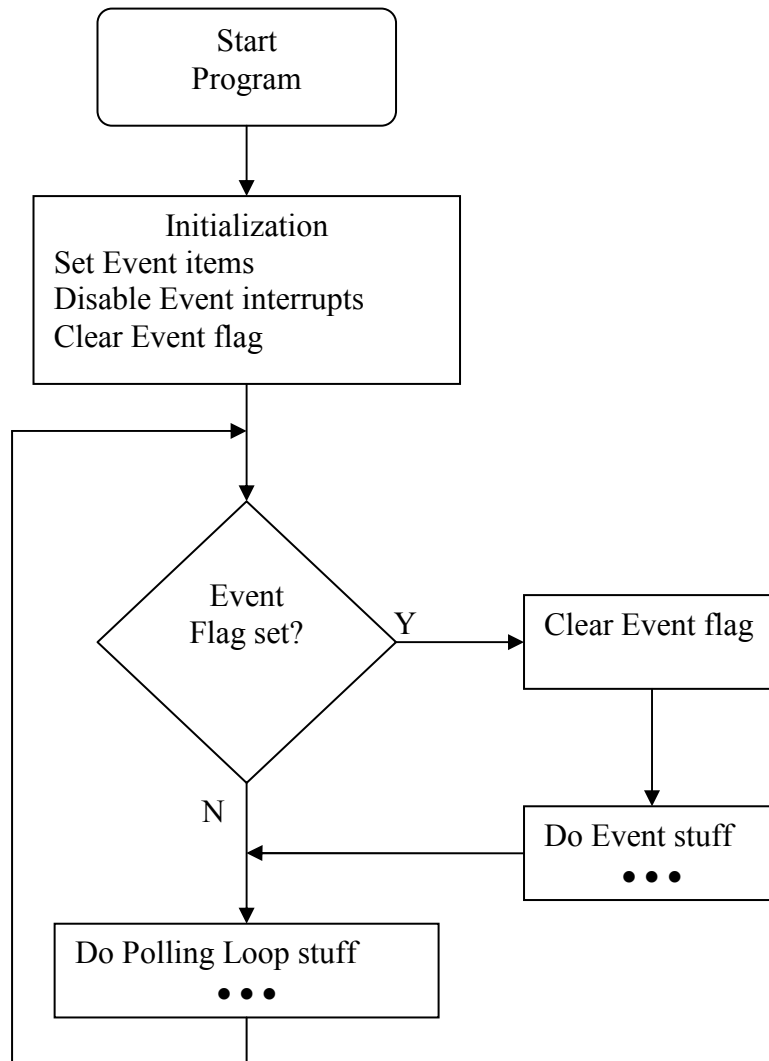 Start
Program
Initialization
Set Event items
Disable Event interrupts
Clear Event flag
Event
Flag set?
Y
Clear Event flag
N
Do Event stuff
• • •
Do Polling Loop stuff
• • •